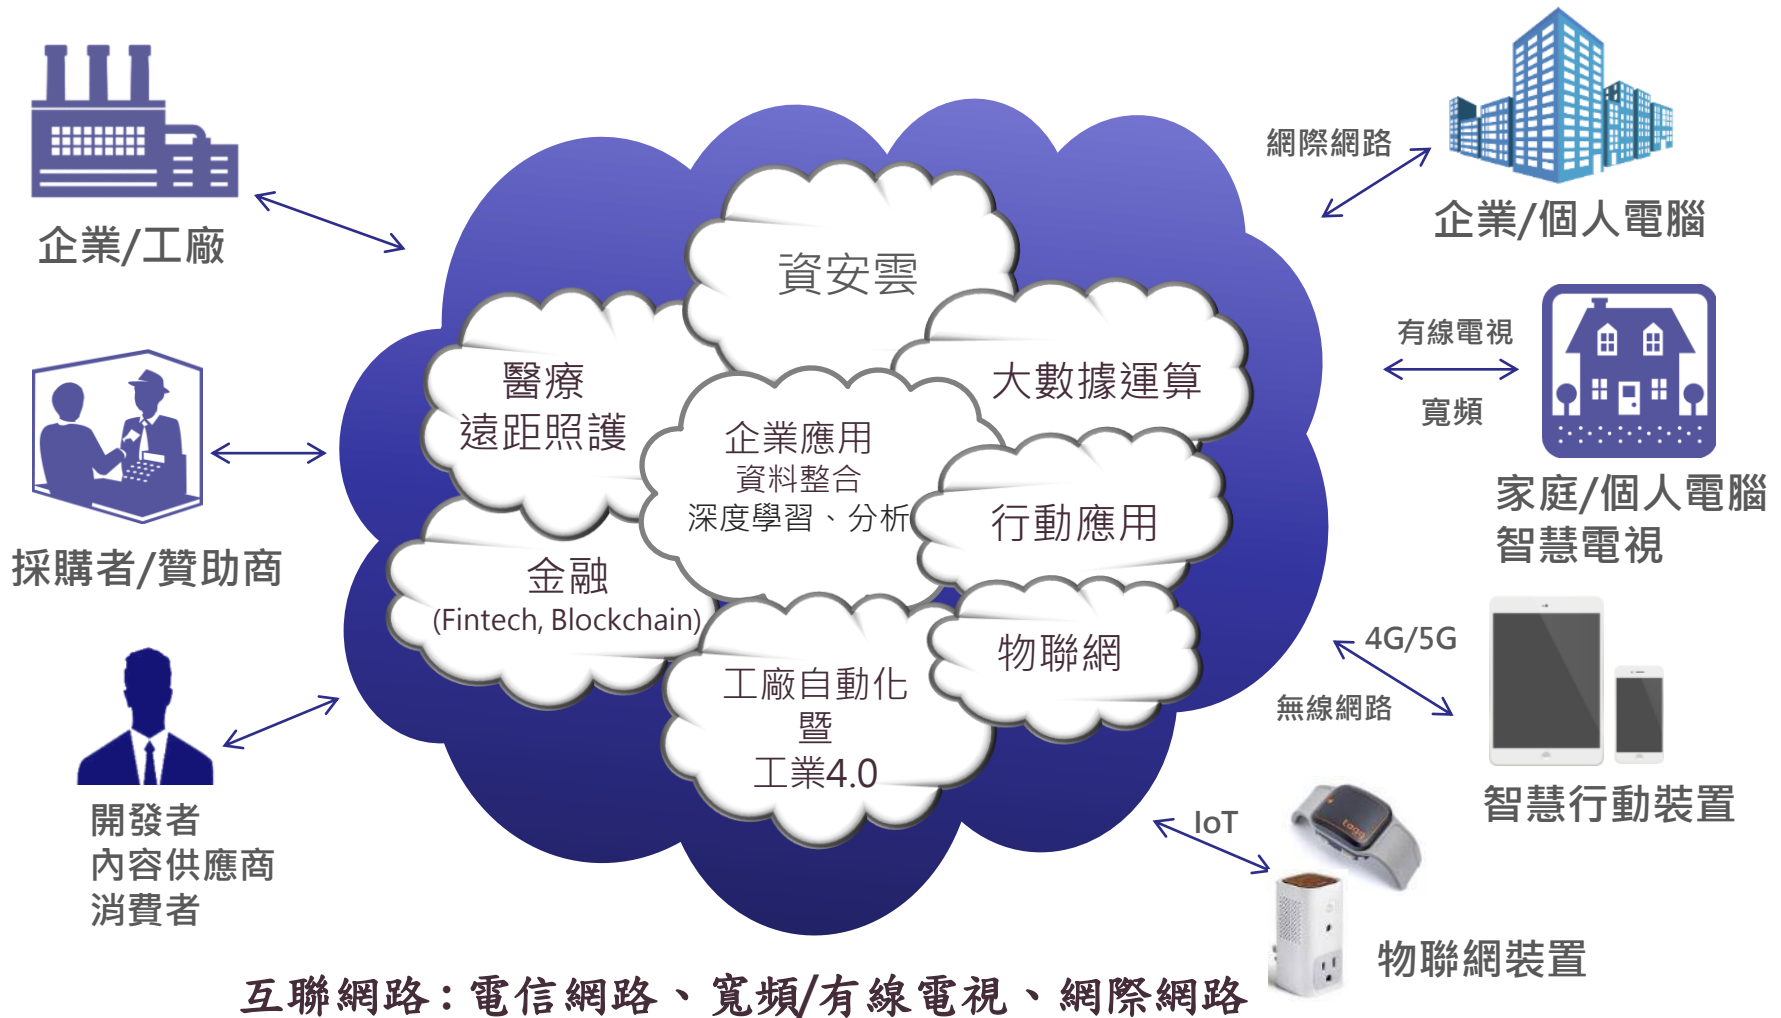 網際網路
企業/工廠
企業/個人電腦
資安雲
醫療
遠距照護
大數據運算
有線電視
寬頻
企業應用
資料整合
深度學習、分析
行動應用
家庭/個人電腦
智慧電視
採購者/贊助商
金融
(Fintech, Blockchain)
物聯網
4G/5G
無線網路
工廠自動化
暨
工業4.0
智慧行動裝置
開發者
內容供應商
消費者
IoT
tagg
物聯網裝置
互聯網路:電信網路、寬頻/有線電視、網際網路